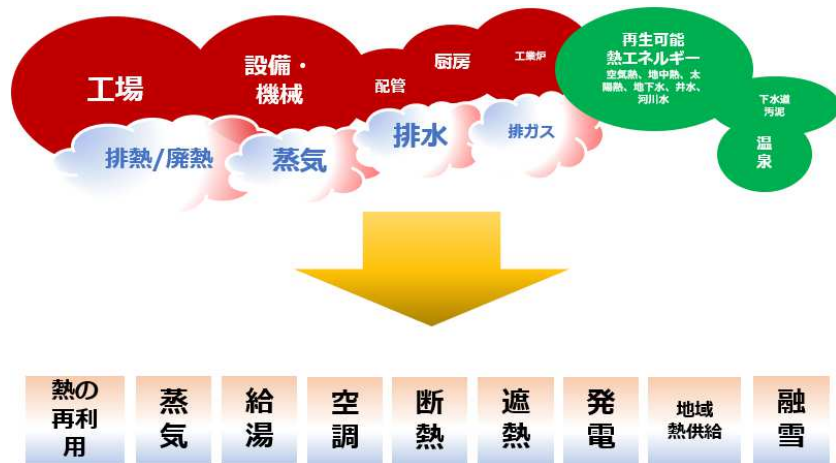 工場
設備・
機械
配管
厨房
工業炉
再生可能
熱エネルギー
空気熱、地中熱、太
陽熱、地下水、井水、
河川水
下水道
汚泥
温
泉
排熱/廃熱
蒸気
排水
排ガス
熱の
再利
用
蒸
気
給
湯
空
調
断
熱
遮
熱
発
電
地域
熱供給
融
雪